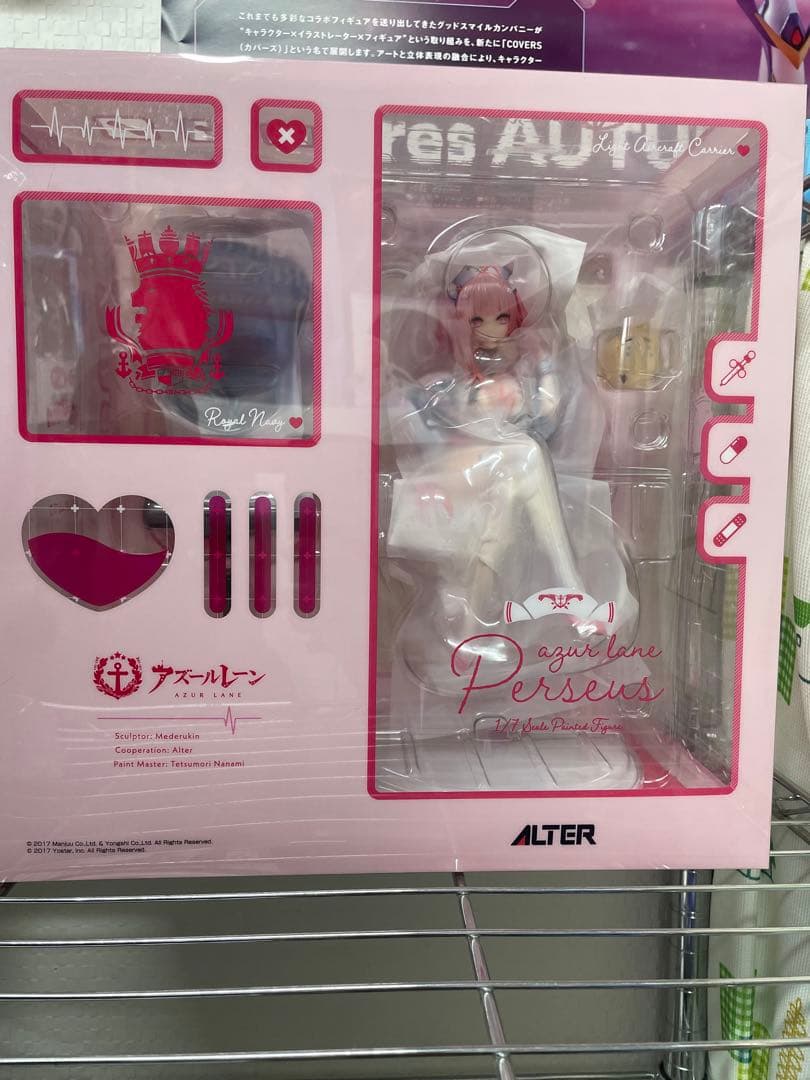 これまでも多彩なコラボフィギュアを送り出してきたグッドスマイルカンパニーが
“キャラクター×イラストレーター×フィギュア”という取り組みを、新たに「COVERS
(カバーズ)」という名で展開します。アートと立体表現の融合により、キャラクター
res AUTU
Light Aircraft Carrier
Royal Navy
azur lane
Perseus
1/7 Scale Painted Figure
アズールレーン
AZUR LANE
Sculptor: Mederukin
Cooperation: Alter
Paint Master: Tetsumori Nanami
ALTER
© 2017 Manjuu Co.,Ltd. & Yongshi Co.,Ltd. All Rights Reserved.
© 2017 Yostar, Inc. All Rights Reserved.